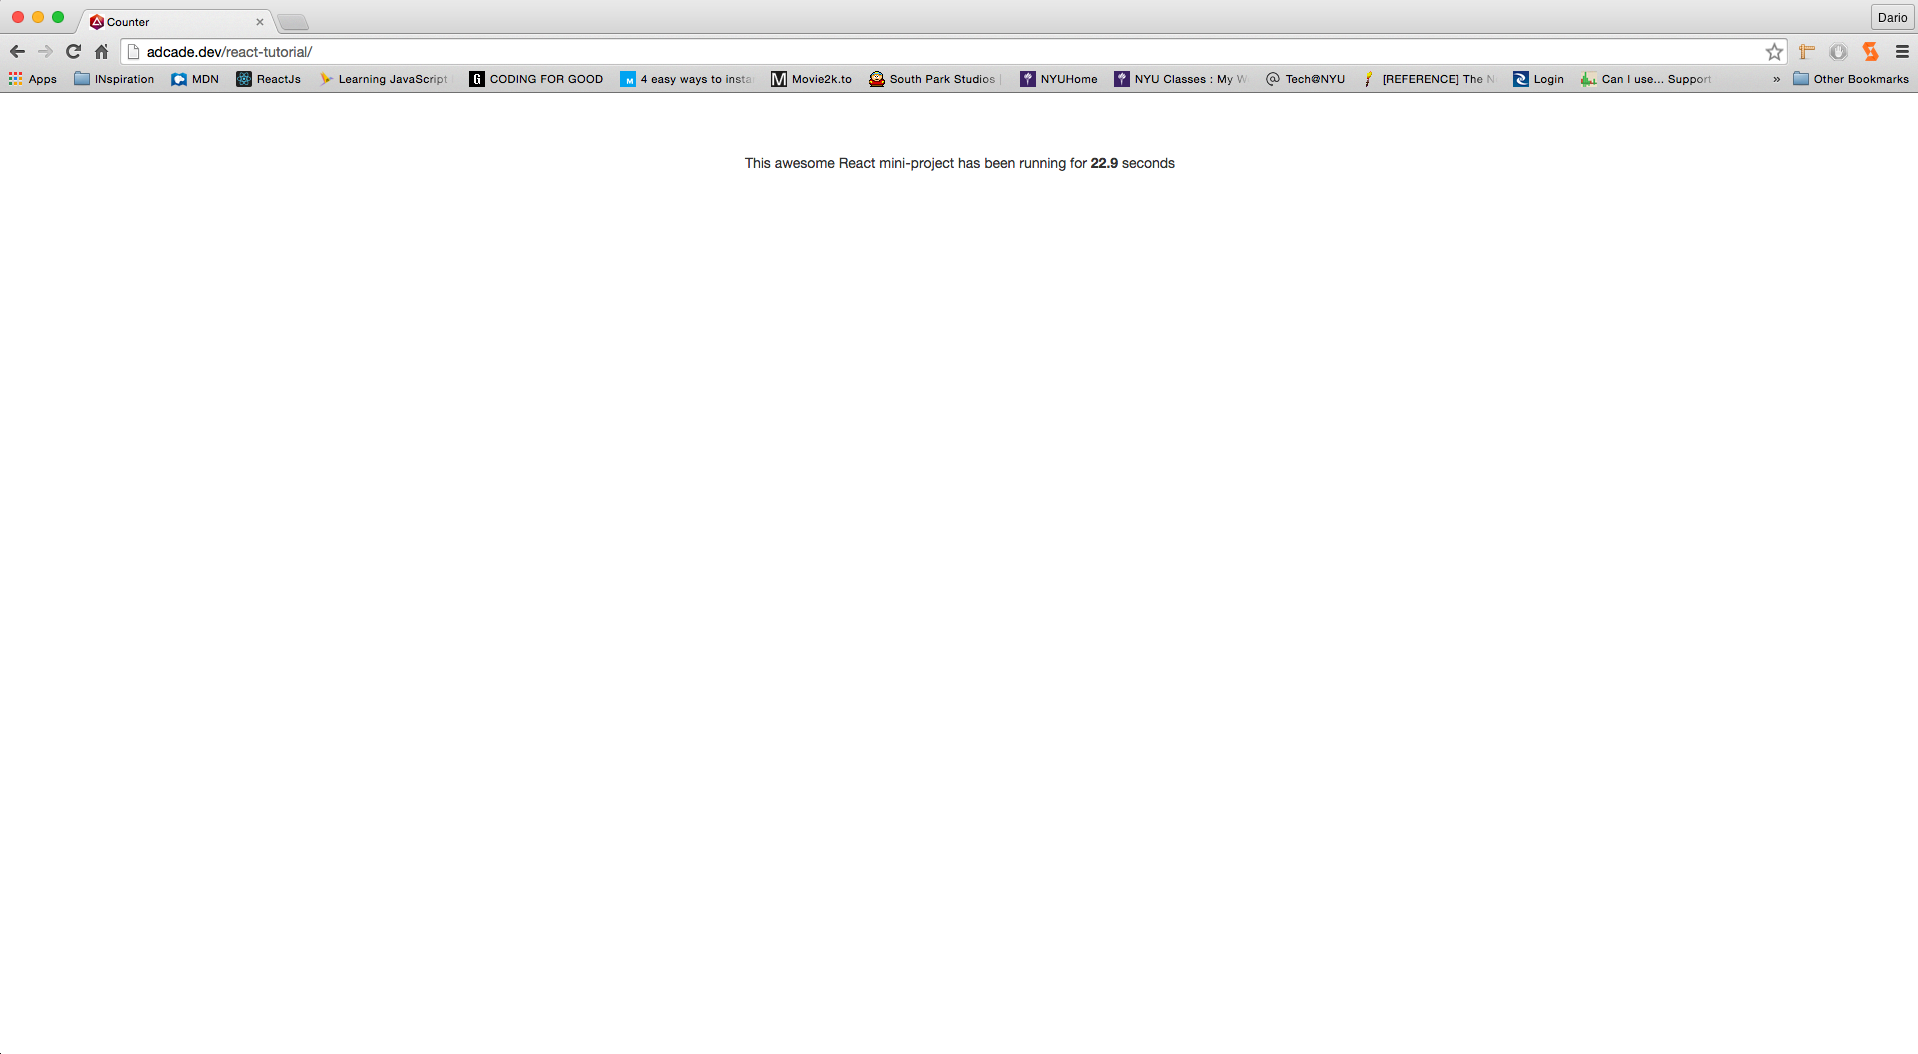 Counter
Dario
adcade.dev/react-tutorial/
Apps INspiration MDN ReactJs Learning JavaScript CODING FOR GOOD 4 easy ways to Movie2k.to South Park Studios | NYUHome NYU Classes : My Tech@NYU [REFERENCE] The Login Can I use... Support » Other Bookmarks
This awesome React mini-project has been running for 22.9 seconds